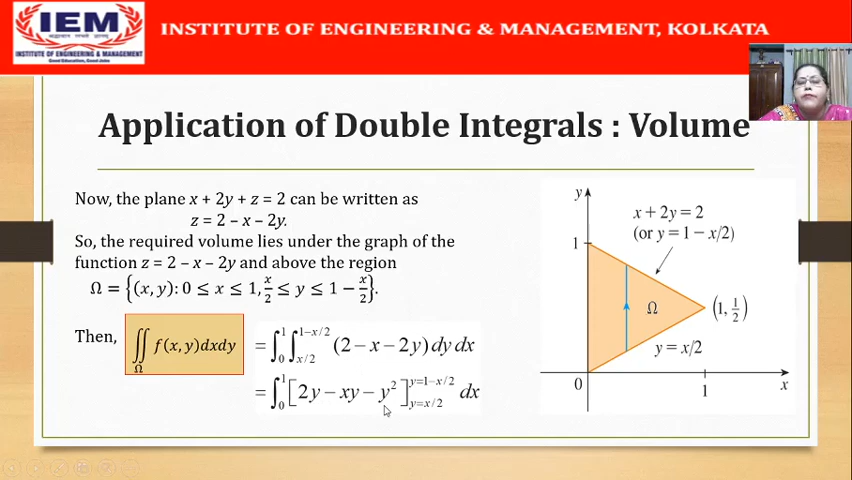 IEM
INSTITUTE OF ENGINEERING & MANAGEMENT
Good Education, Good Jobs
INSTITUTE OF ENGINEERING & MANAGEMENT, KOLKATA
Application of Double Integrals : Volume
Now, the plane x + 2y + z = 2 can be written as
z = 2 – x – 2y.
So, the required volume lies under the graph of the
function z = 2 – x – 2y and above the region
Ω = {(x, y): 0 ≤ x ≤ 1, x/2 ≤ y ≤ 1 − x/2}.
Then,
∬_Ω f(x, y)dxdy
= ∫_0^1 ∫_{x/2}^{1−x/2} (2 − x − 2y) dy dx
= ∫_0^1 [2y − xy − y²]_{y=x/2}^{y=1−x/2} dx
y
x + 2y = 2
(or y = 1 − x/2)
1
Ω
(1, 1/2)
y = x/2
0
1
x